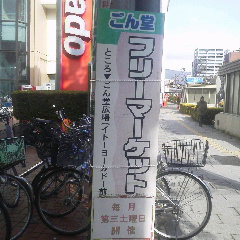 ado
こん堂
フリーマーケット
ところ▼ごん堂広場(イトーヨーカドー前)
毎月
第三土曜日
開催